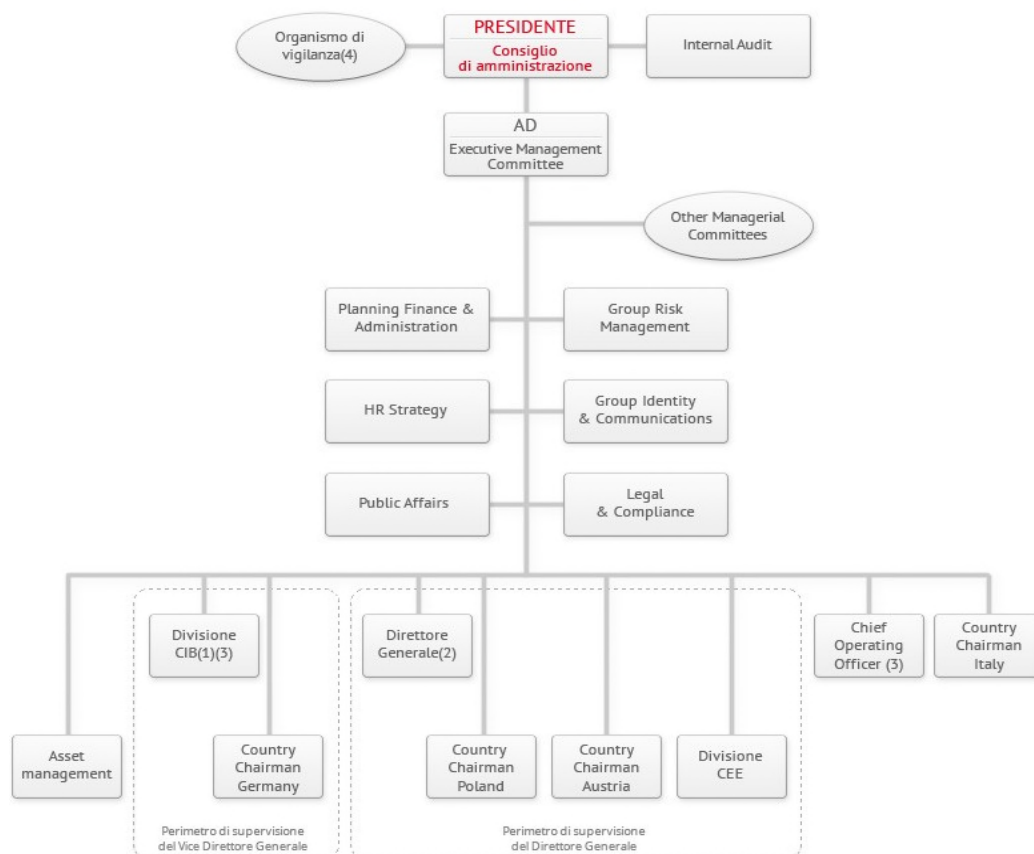 Organismo di
vigilanza(4)
PRESIDENTE
Consiglio
di amministrazione
Internal Audit
AD
Executive Management
Committee
Other Managerial
Committees
Planning Finance &
Administration
Group Risk
Management
HR Strategy
Group Identity
& Communications
Public Affairs
Legal
& Compliance
Divisione
CIB(1)(3)
Direttore
Generale(2)
Chief
Operating
Officer (3)
Country
Chairman
Italy
Asset
management
Country
Chairman
Germany
Country
Chairman
Poland
Country
Chairman
Austria
Divisione
CEE
Perimetro di supervisione
del Vice Direttore Generale
Perimetro di supervisione
del Direttore Generale